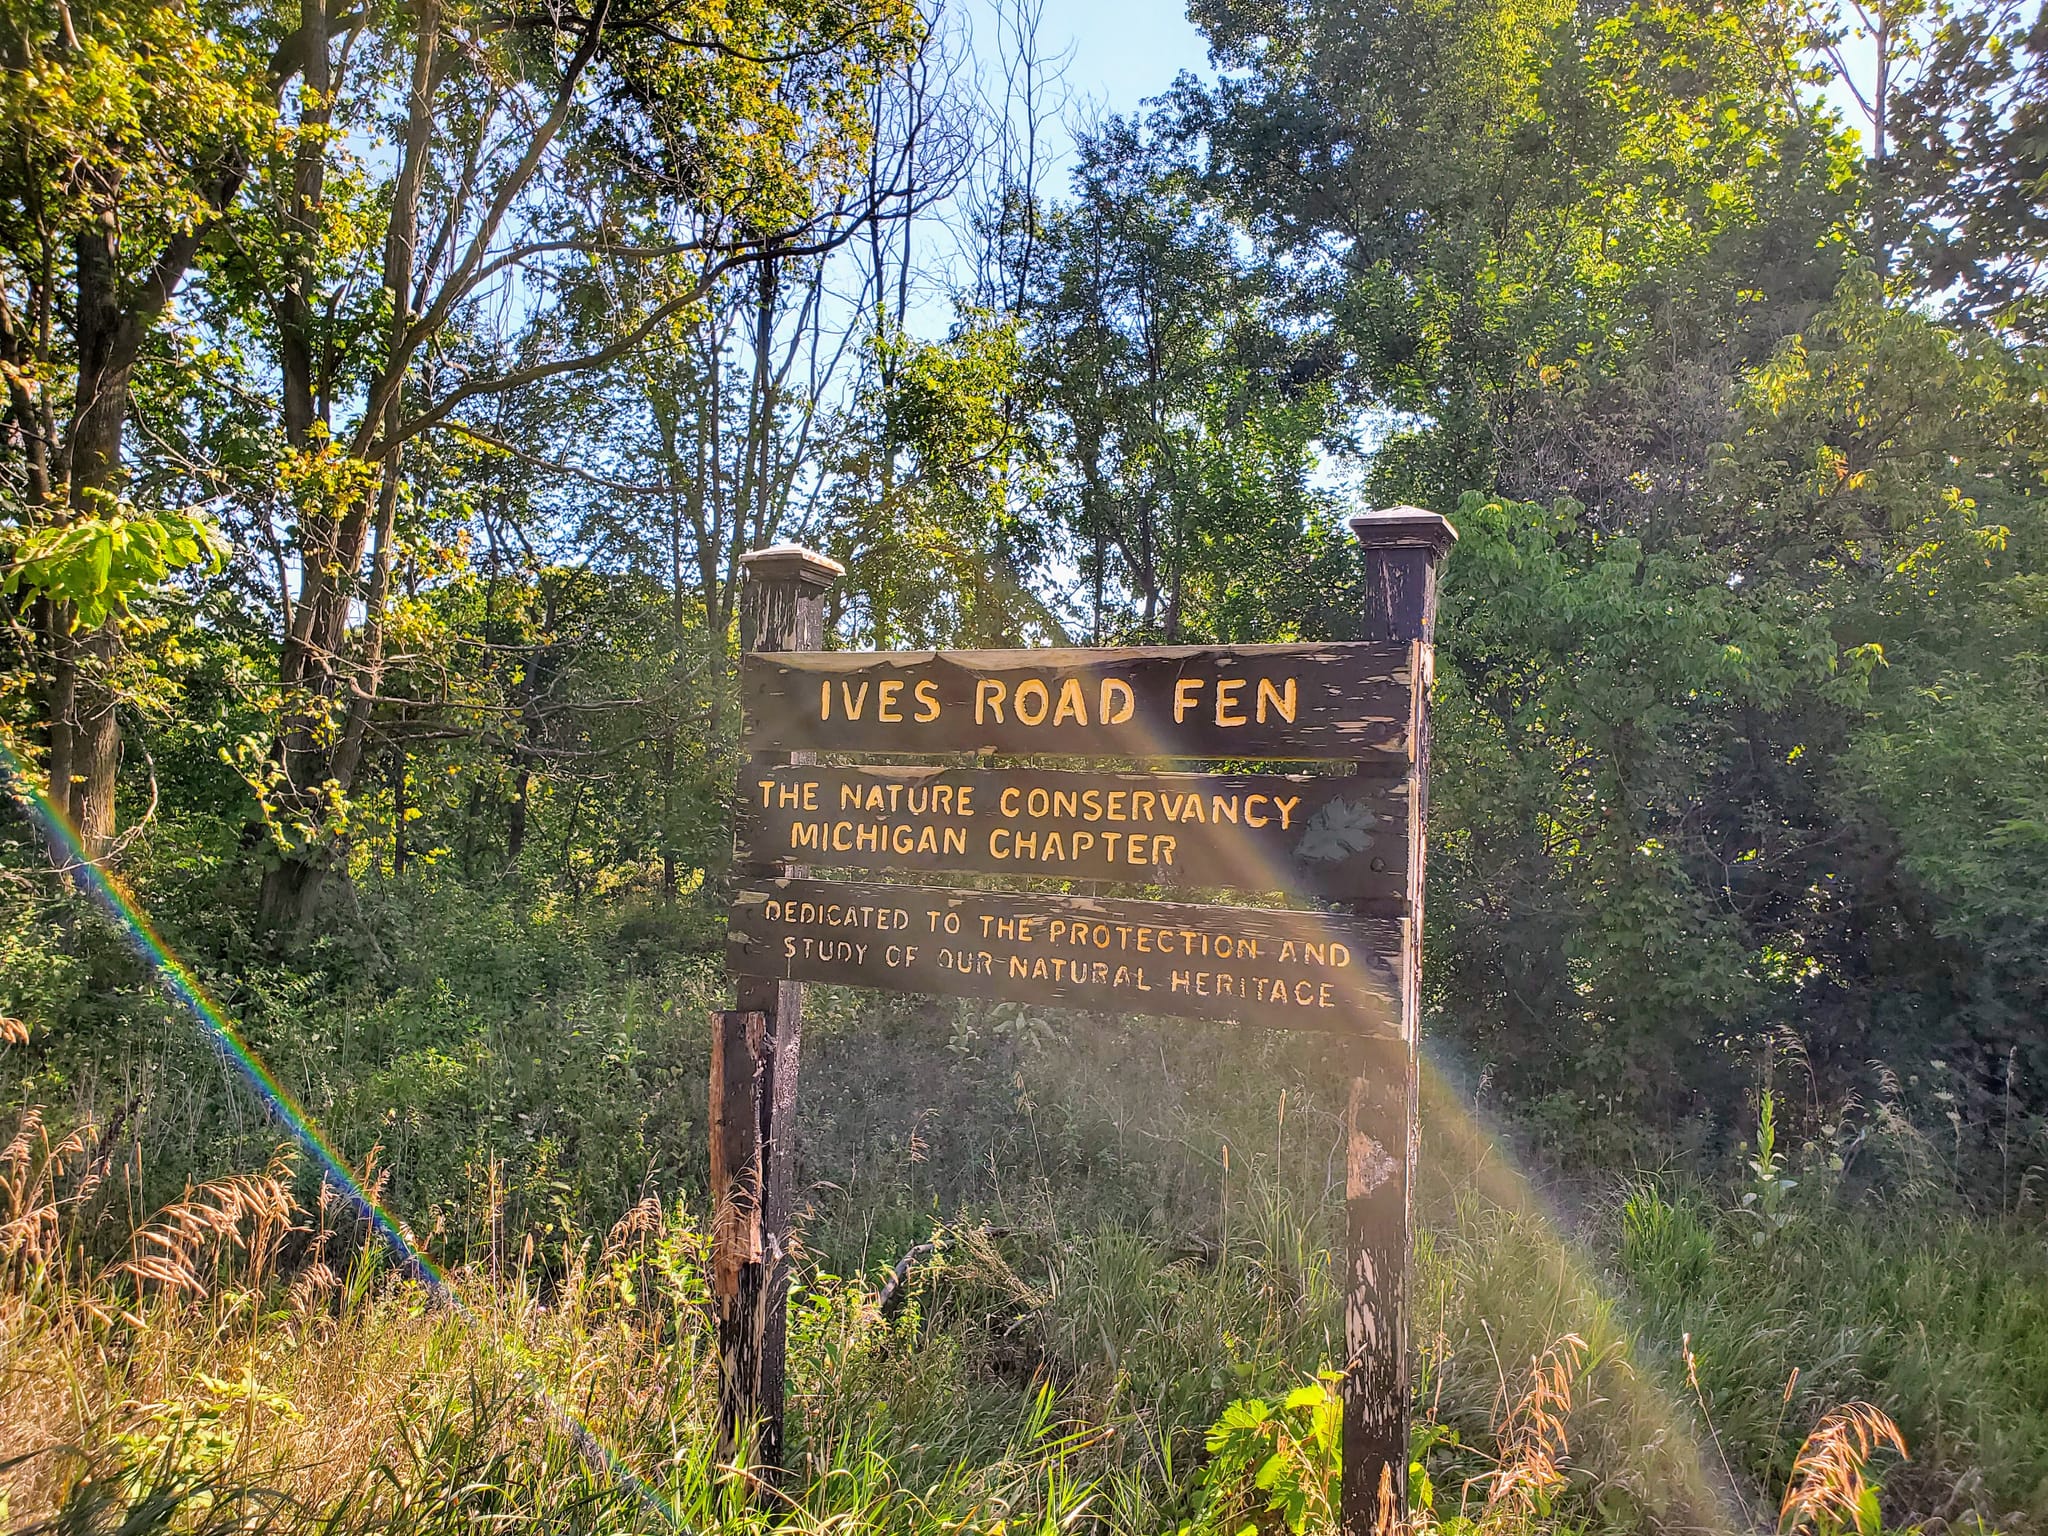 IVES ROAD FEN
THE NATURE CONSERVANCY
MICHIGAN CHAPTER
DEDICATED TO THE PROTECTION AND
STUDY OF OUR NATURAL HERITAGE